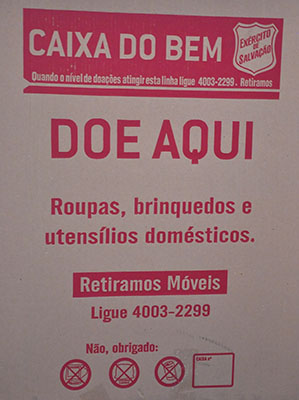 CAIXA DO BEM
EXÉRCITO
DE
SALVAÇÃO
Quando o nível de doações atingir esta linha ligue 4003-2299. Retiramos
DOE AQUI
Roupas, brinquedos e
utensílios domésticos.
Retiramos Móveis
Ligue 4003-2299
Não, obrigado:
CAIXA Nº